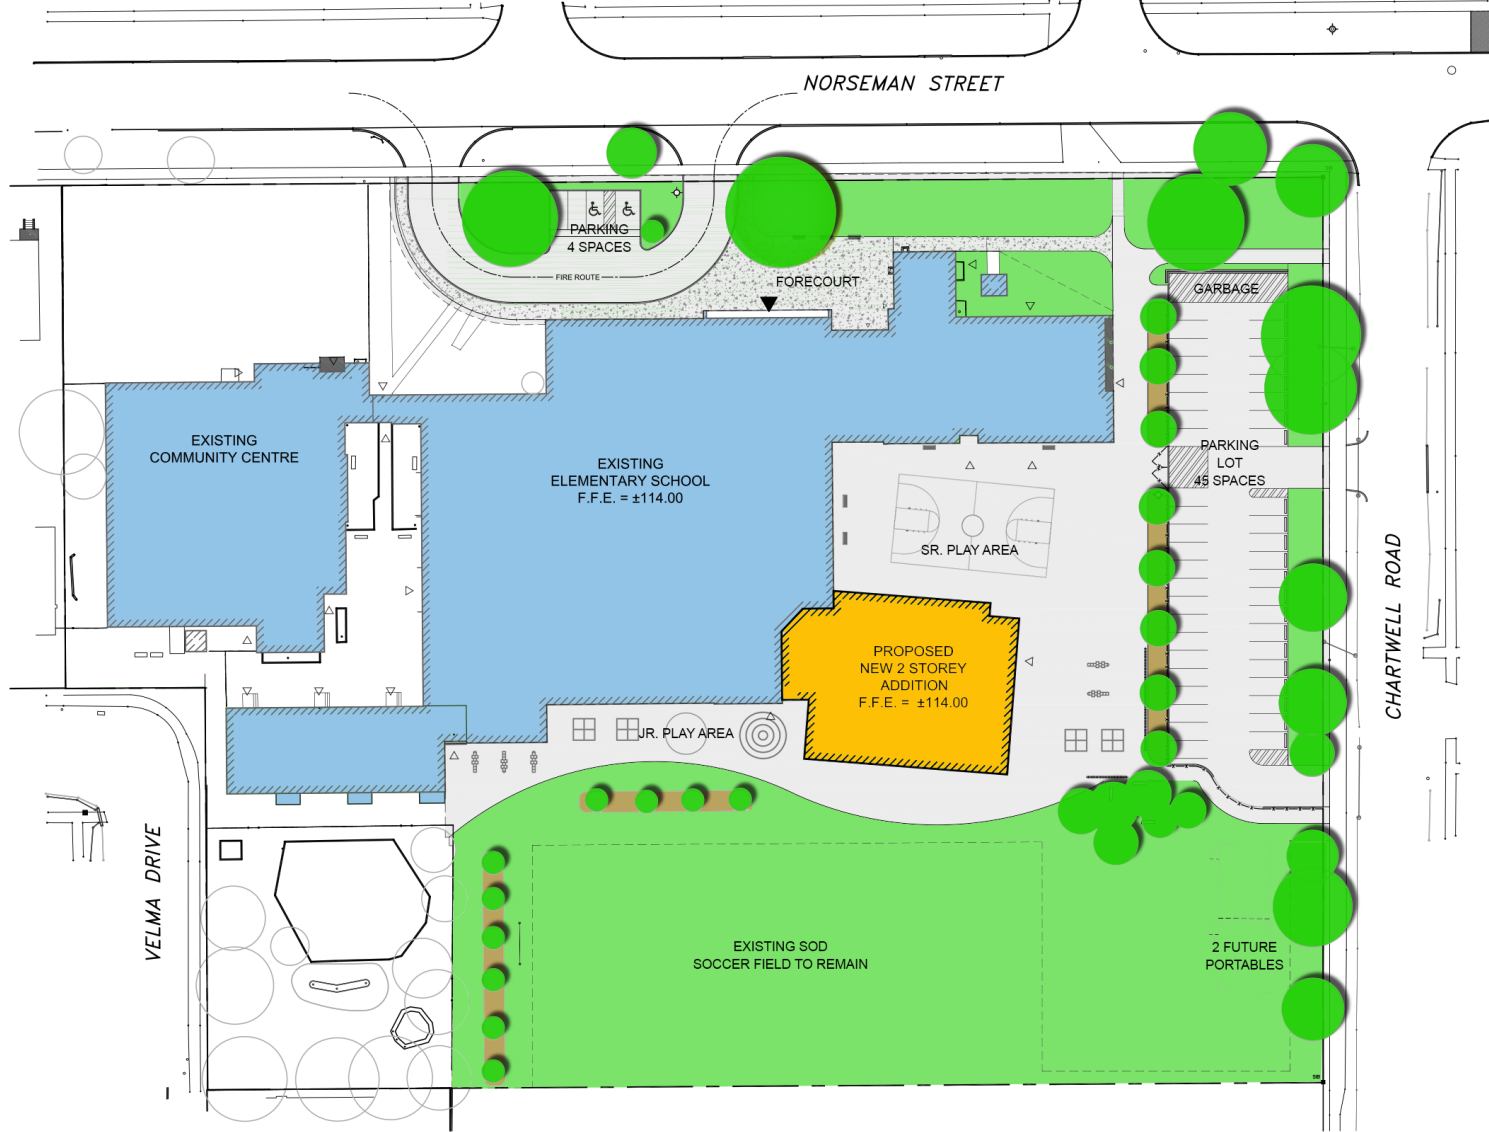 NORSEMAN STREET
PARKING
4 SPACES
FIRE ROUTE
FORECOURT
GARBAGE
EXISTING
COMMUNITY CENTRE
EXISTING
ELEMENTARY SCHOOL
F.F.E. = ±114.00
PARKING
LOT
45 SPACES
SR. PLAY AREA
CHARTWELL ROAD
PROPOSED
NEW 2 STOREY
ADDITION
F.F.E. = ±114.00
JR. PLAY AREA
VELMA DRIVE
EXISTING SOD
SOCCER FIELD TO REMAIN
2 FUTURE
PORTABLES